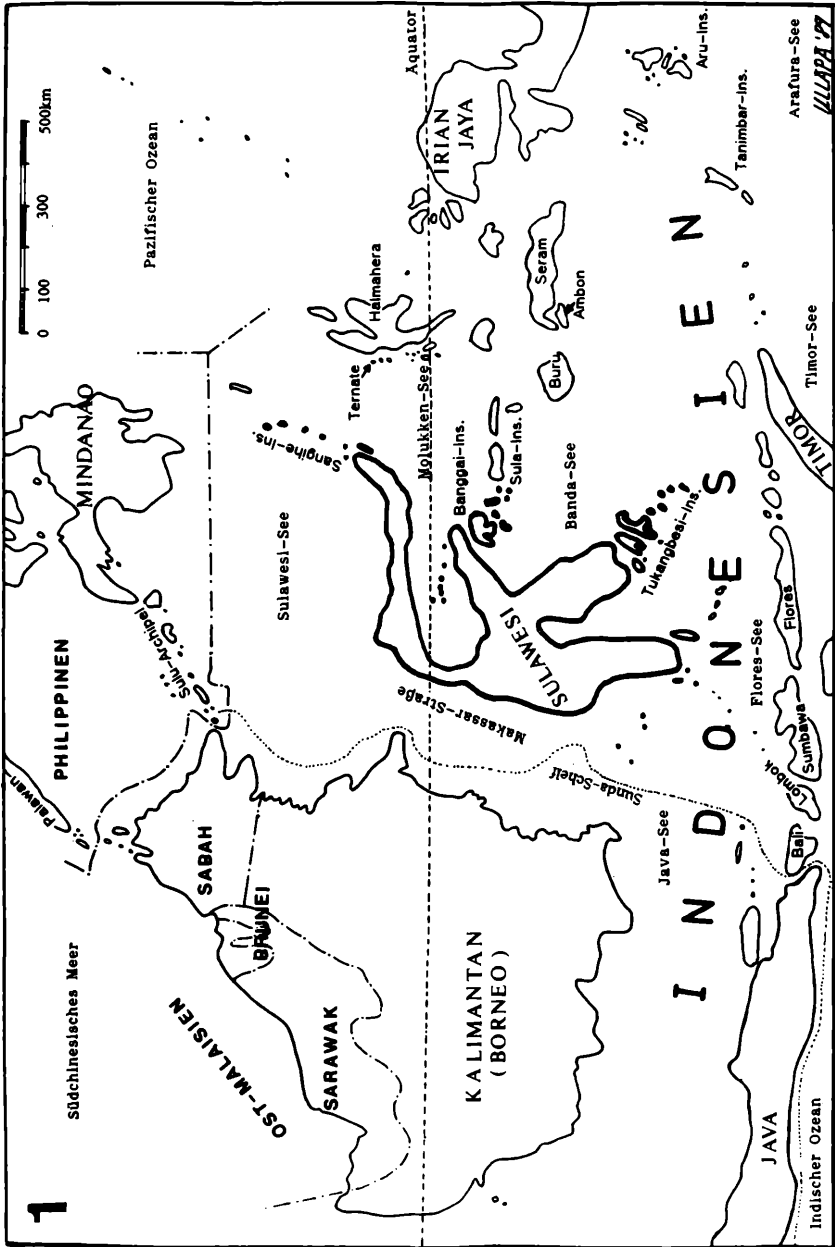 1
Südchinesisches Meer
PHILIPPINEN
Palawan
MINDANAO
Sulu-Archipel
Pazifischer Ozean
0 100 300 500km
OST-MALAISIEN
SABAH
BRUNEI
SARAWAK
Sulawesi-See
Sangihe-Ins.
Ternate
Halmahera
Molukken-See
Äquator
IRIAN
JAYA
KALIMANTAN
(BORNEO)
Makassar-Straße
SULAWESI
Banggai-Ins.
Sula-Ins.
Sunda-Schelf
Banda-See
Buru
Seram
Ambon
Tukangbesi-Ins.
Aru-Ins.
Tanimbar-Ins.
INDONESIEN
Java-See
Flores-See
JAVA
Bali
Lombok
Sumbawa
Flores
TIMOR
Timor-See
Arafura-See
Indischer Ozean